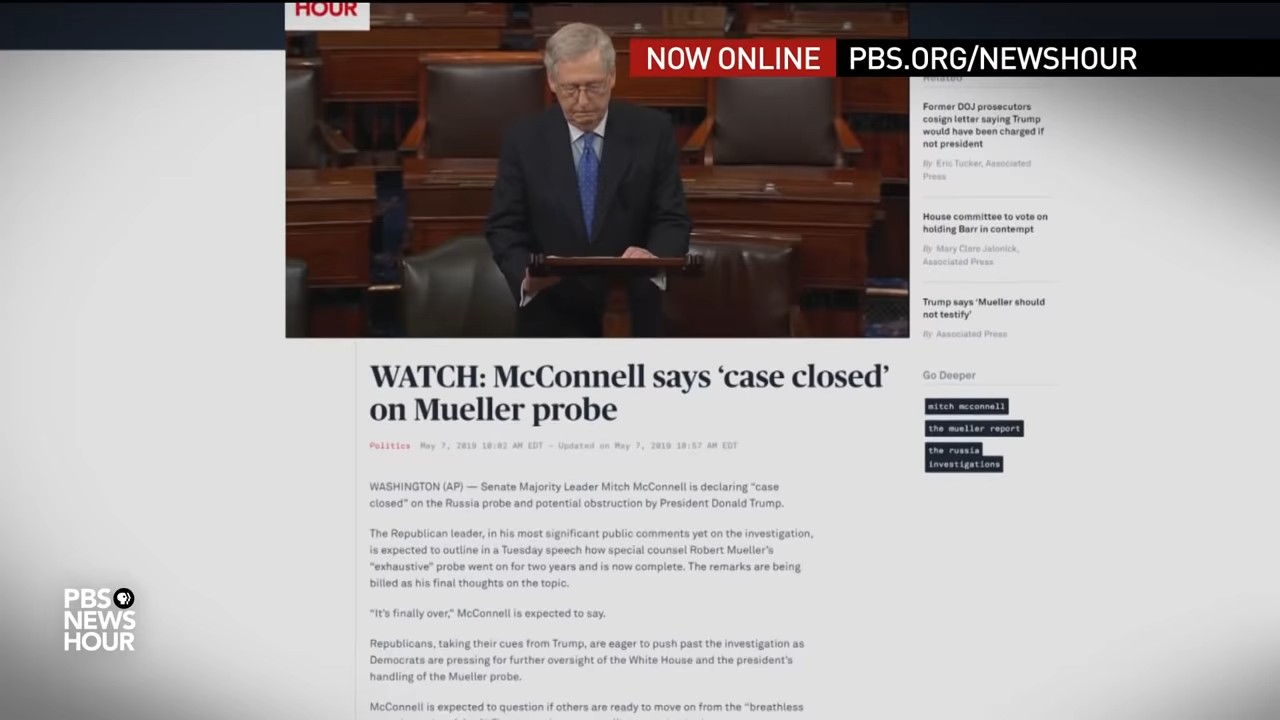 HOUR
NOW ONLINE PBS.ORG/NEWSHOUR
WATCH: McConnell says ‘case closed’
on Mueller probe
Politics May 7, 2019 10:02 AM EDT — Updated on May 7, 2019 10:57 AM EDT
WASHINGTON (AP) — Senate Majority Leader Mitch McConnell is declaring “case
closed” on the Russia probe and potential obstruction by President Donald Trump.
The Republican leader, in his most significant public comments yet on the investigation,
is expected to outline in a Tuesday speech how special counsel Robert Mueller’s
“exhaustive” probe went on for two years and is now complete. The remarks are being
billed as his final thoughts on the topic.
“It’s finally over,” McConnell is expected to say.
Republicans, taking their cues from Trump, are eager to push past the investigation as
Democrats are pressing for further oversight of the White House and the president’s
handling of the Mueller probe.
McConnell is expected to question if others are ready to move on from the “breathless
Related
Former DOJ prosecutors
cosign letter saying Trump
would have been charged if
not president
By Eric Tucker, Associated
Press
House committee to vote on
holding Barr in contempt
By Mary Clare Jalonick,
Associated Press
Trump says ‘Mueller should
not testify’
By Associated Press
Go Deeper
mitch mcconnell
the mueller report
the russia
investigations
PBS
NEWS
HOUR